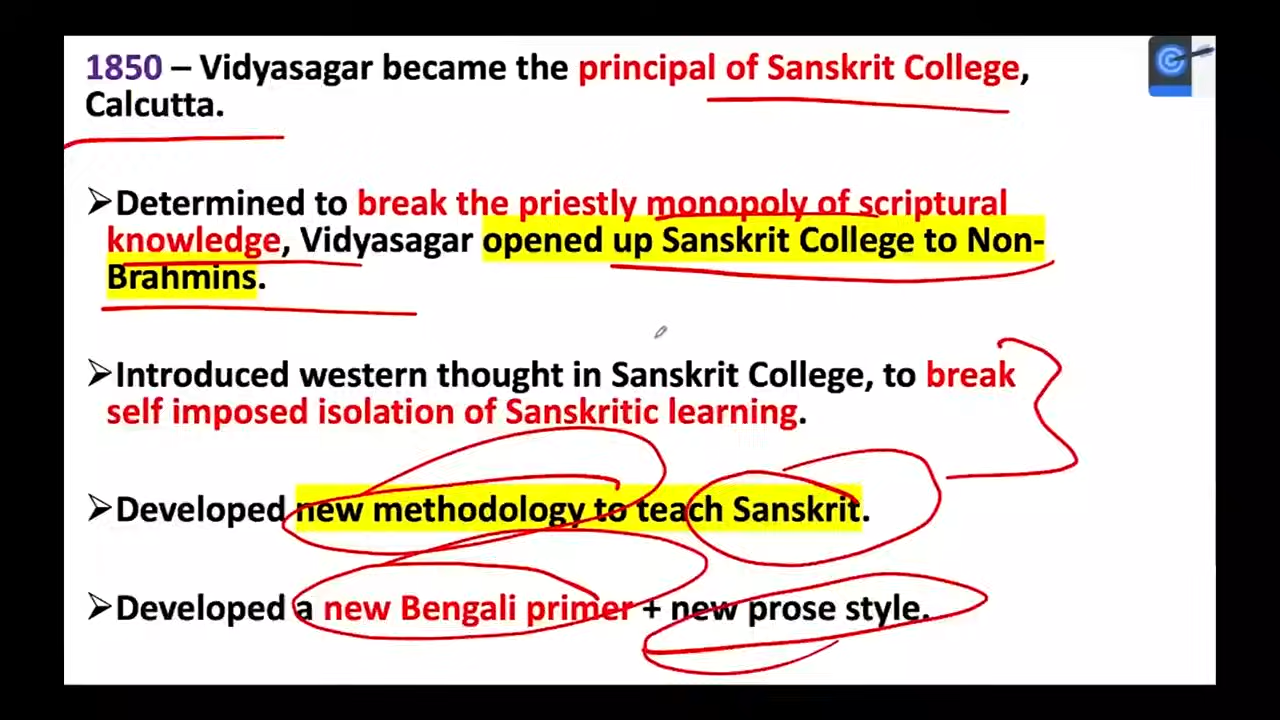 1850 – Vidyasagar became the principal of Sanskrit College,
Calcutta.
➢Determined to break the priestly monopoly of scriptural
knowledge, Vidyasagar opened up Sanskrit College to Non-
Brahmins.
➢Introduced western thought in Sanskrit College, to break
self imposed isolation of Sanskritic learning.
➢Developed new methodology to teach Sanskrit.
➢Developed a new Bengali primer + new prose style.